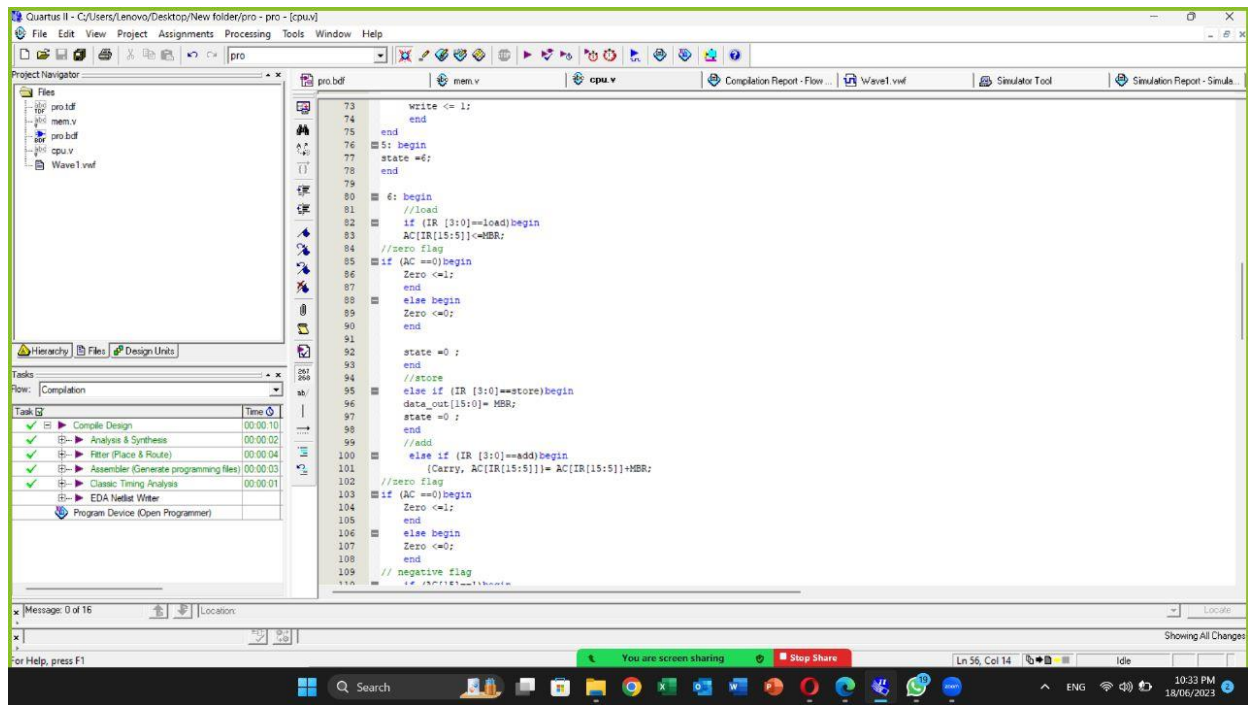 Quartus II - C:/Users/Lenovo/Desktop/New folder/pro - pro - [cpu.v]
File Edit View Project Assignments Processing Tools Window Help
pro
Project Navigator
Files
pro.tdf
mem.v
pro.bdf
cpu.v
Wave1.vwf
Hierarchy Files Design Units
Tasks
Flow: Compilation
Task Time
Compile Design 00:00:10
Analysis & Synthesis 00:00:02
Fitter (Place & Route) 00:00:04
Assembler (Generate programming files) 00:00:03
Classic Timing Analysis 00:00:01
EDA Netlist Writer
Program Device (Open Programmer)
pro.bdf mem.v cpu.v Compilation Report - Flow ... Wave1.vwf Simulator Tool Simulation Report - Simula...
73 write <= 1;
74 end
75 end
76 5: begin
77 state =6;
78 end
79
80 6: begin
81 //load
82 if (IR [3:0]==load)begin
83 AC[IR[15:5]]<=MBR;
84 //zero flag
85 if (AC ==0)begin
86 Zero <=1;
87 end
88 else begin
89 Zero <=0;
90 end
91
92 state =0 ;
93 end
94 //store
95 else if (IR [3:0]==store)begin
96 data_out[15:0]= MBR;
97 state =0 ;
98 end
99 //add
100 else if (IR [3:0]==add)begin
101 {Carry, AC[IR[15:5]]}= AC[IR[15:5]]+MBR;
102 //zero flag
103 if (AC ==0)begin
104 Zero <=1;
105 end
106 else begin
107 Zero <=0;
108 end
109 // negative flag
110 if (AC[15]==1)begin
Message: 0 of 16 Location: Locate
Showing All Changes
For Help, press F1
You are screen sharing Stop Share
Ln 56, Col 14 Idle
Search
19
zoom
ENG
10:33 PM
18/06/2023
2